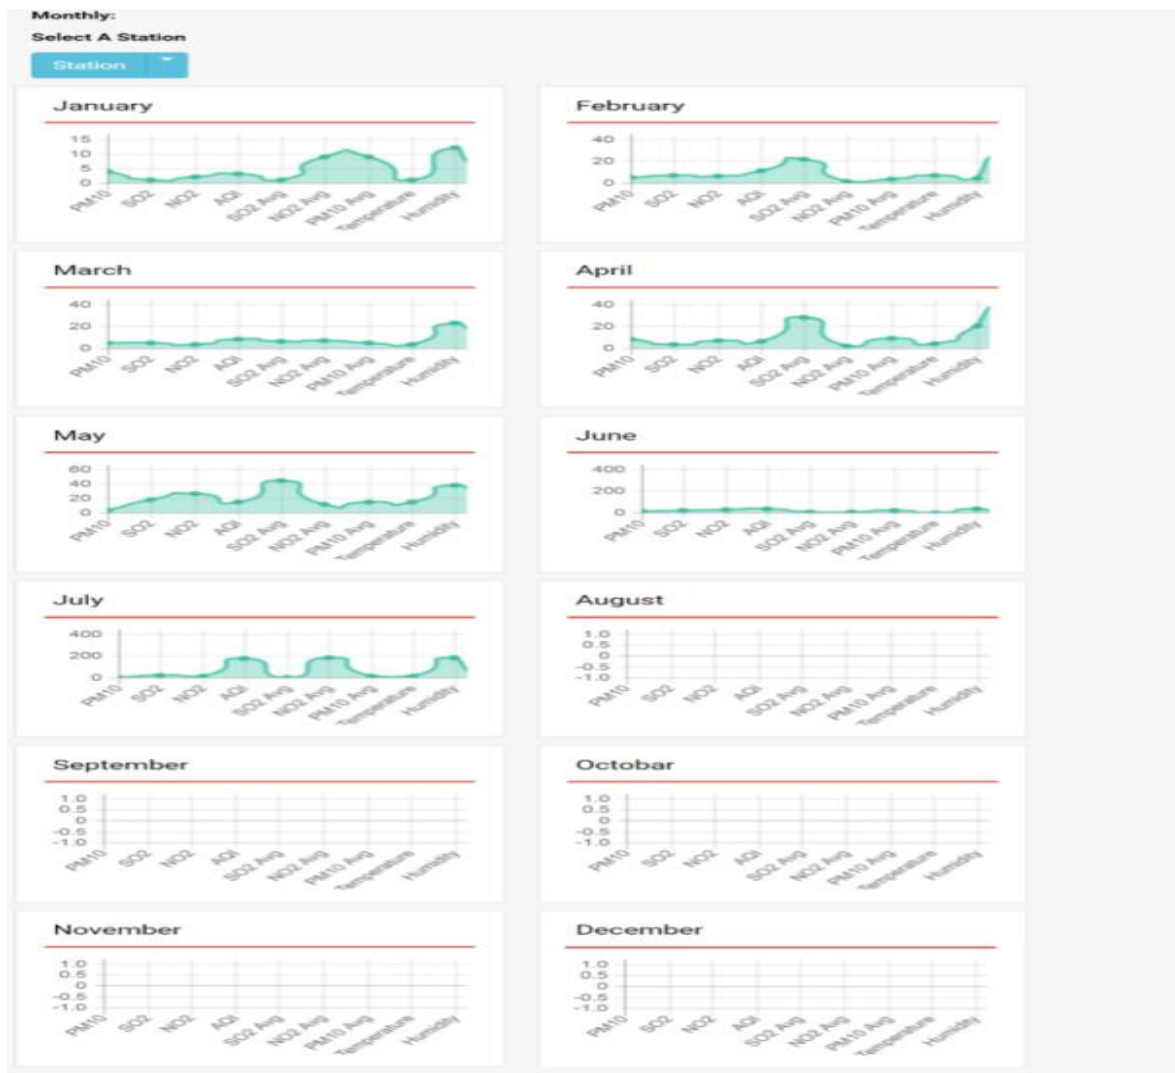 Monthly:
Select A Station
Station
January
15
10
5
0
PM10 SO2 NO2 AQI SO2 Avg NO2 Avg PM10 Avg Temperature Humidity
February
40
20
0
PM10 SO2 NO2 AQI SO2 Avg NO2 Avg PM10 Avg Temperature Humidity
March
40
20
0
PM10 SO2 NO2 AQI SO2 Avg NO2 Avg PM10 Avg Temperature Humidity
April
40
20
0
PM10 SO2 NO2 AQI SO2 Avg NO2 Avg PM10 Avg Temperature Humidity
May
60
40
20
0
PM10 SO2 NO2 AQI SO2 Avg NO2 Avg PM10 Avg Temperature Humidity
June
400
200
0
PM10 SO2 NO2 AQI SO2 Avg NO2 Avg PM10 Avg Temperature Humidity
July
400
200
0
PM10 SO2 NO2 AQI SO2 Avg NO2 Avg PM10 Avg Temperature Humidity
August
1.0
0.5
0
-0.5
-1.0
PM10 SO2 NO2 AQI SO2 Avg NO2 Avg PM10 Avg Temperature Humidity
September
1.0
0.5
0
-0.5
-1.0
PM10 SO2 NO2 AQI SO2 Avg NO2 Avg PM10 Avg Temperature Humidity
Octobar
1.0
0.5
0
-0.5
-1.0
PM10 SO2 NO2 AQI SO2 Avg NO2 Avg PM10 Avg Temperature Humidity
November
1.0
0.5
0
-0.5
-1.0
PM10 SO2 NO2 AQI SO2 Avg NO2 Avg PM10 Avg Temperature Humidity
December
1.0
0.5
0
-0.5
-1.0
PM10 SO2 NO2 AQI SO2 Avg NO2 Avg PM10 Avg Temperature Humidity